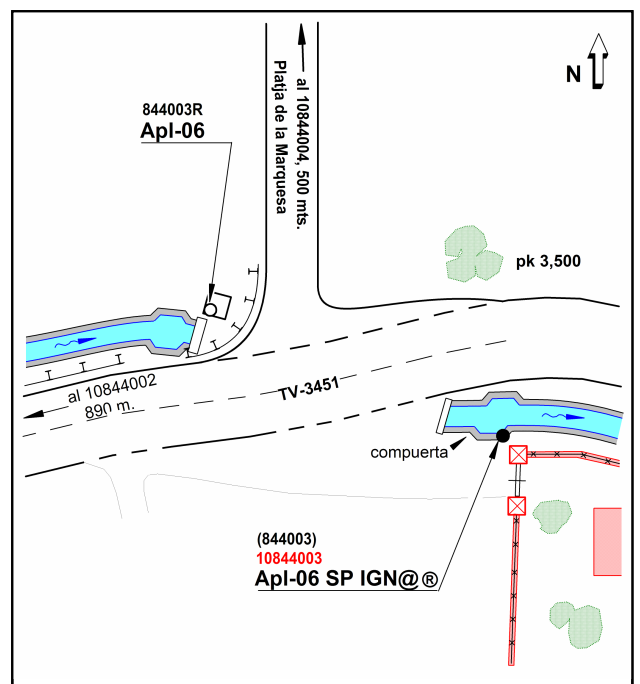 N
844003R
Apl-06
al 10844004, 500 mts.
Platja de la Marquesa
pk 3,500
al 10844002
890 m.
TV-3451
compuerta
(844003)
10844003
Apl-06 SP IGN@®